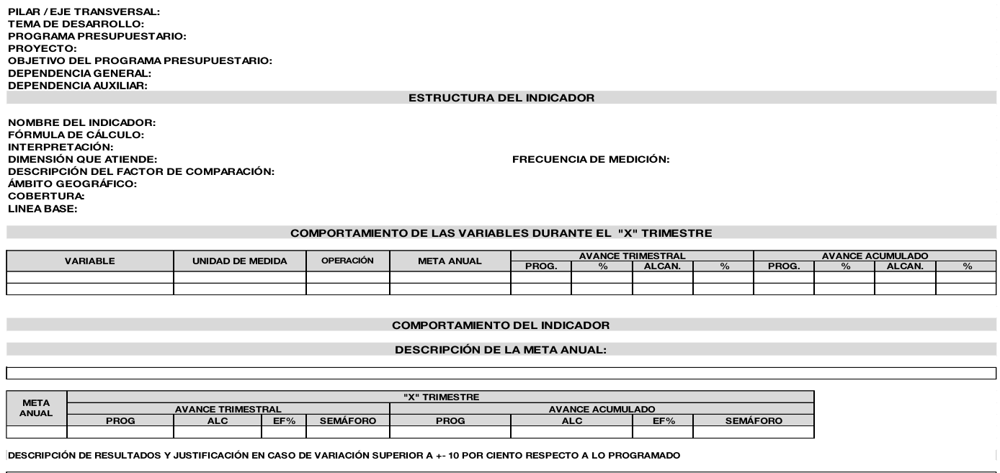 PILAR / EJE TRANSVERSAL:
TEMA DE DESARROLLO:
PROGRAMA PRESUPUESTARIO:
PROYECTO:
OBJETIVO DEL PROGRAMA PRESUPUESTARIO:
DEPENDENCIA GENERAL:
DEPENDENCIA AUXILIAR:
ESTRUCTURA DEL INDICADOR
NOMBRE DEL INDICADOR:
FÓRMULA DE CÁLCULO:
INTERPRETACIÓN:
DIMENSIÓN QUE ATIENDE: FRECUENCIA DE MEDICIÓN:
DESCRIPCIÓN DEL FACTOR DE COMPARACIÓN:
ÁMBITO GEOGRÁFICO:
COBERTURA:
LINEA BASE:
COMPORTAMIENTO DE LAS VARIABLES DURANTE EL "X" TRIMESTRE
VARIABLE UNIDAD DE MEDIDA OPERACIÓN META ANUAL AVANCE TRIMESTRAL AVANCE ACUMULADO
PROG. % ALCAN. % PROG. % ALCAN. %
COMPORTAMIENTO DEL INDICADOR
DESCRIPCIÓN DE LA META ANUAL:
META ANUAL "X" TRIMESTRE
AVANCE TRIMESTRAL AVANCE ACUMULADO
PROG ALC EF% SEMÁFORO PROG ALC EF% SEMÁFORO
DESCRIPCIÓN DE RESULTADOS Y JUSTIFICACIÓN EN CASO DE VARIACIÓN SUPERIOR A +- 10 POR CIENTO RESPECTO A LO PROGRAMADO